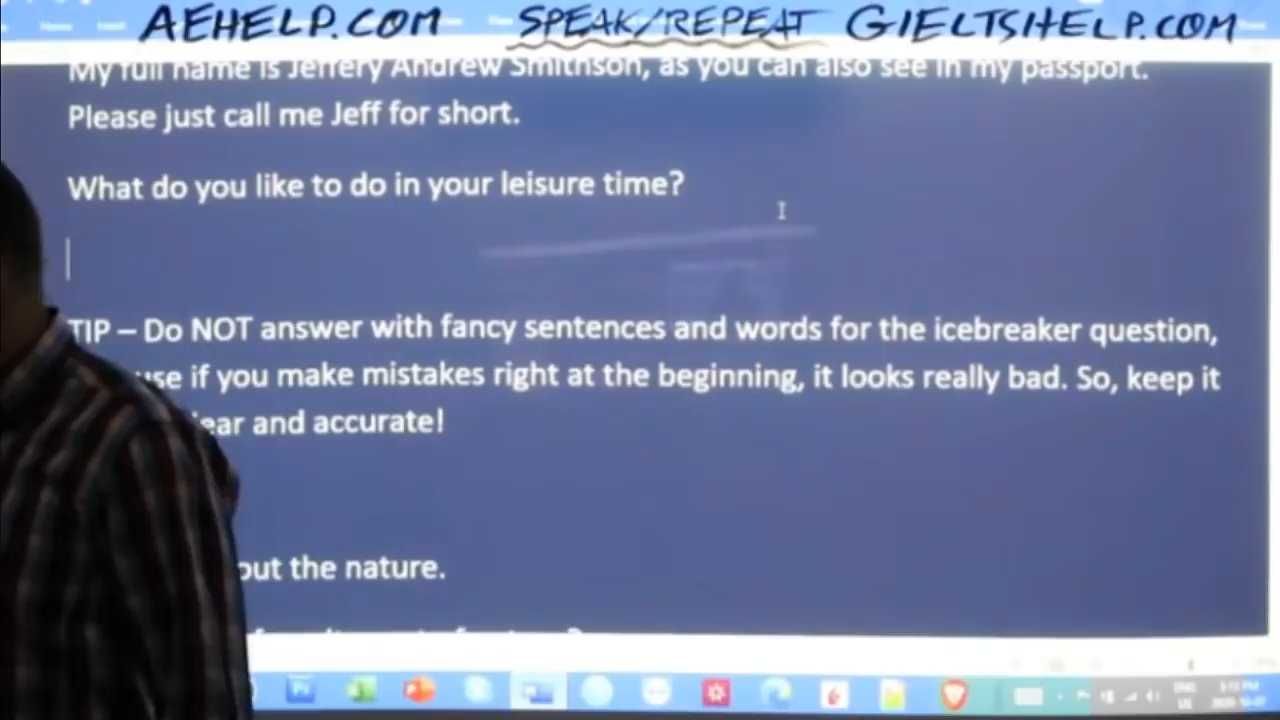 AEHELP.COM SPEAK/REPEAT GIELTSHELP.COM
My full name is Jeffery Andrew Smithson, as you can also see in my passport.
Please just call me Jeff for short.
What do you like to do in your leisure time?
TIP – Do NOT answer with fancy sentences and words for the icebreaker question,
use if you make mistakes right at the beginning, it looks really bad. So, keep it
ear and accurate!
out the nature.